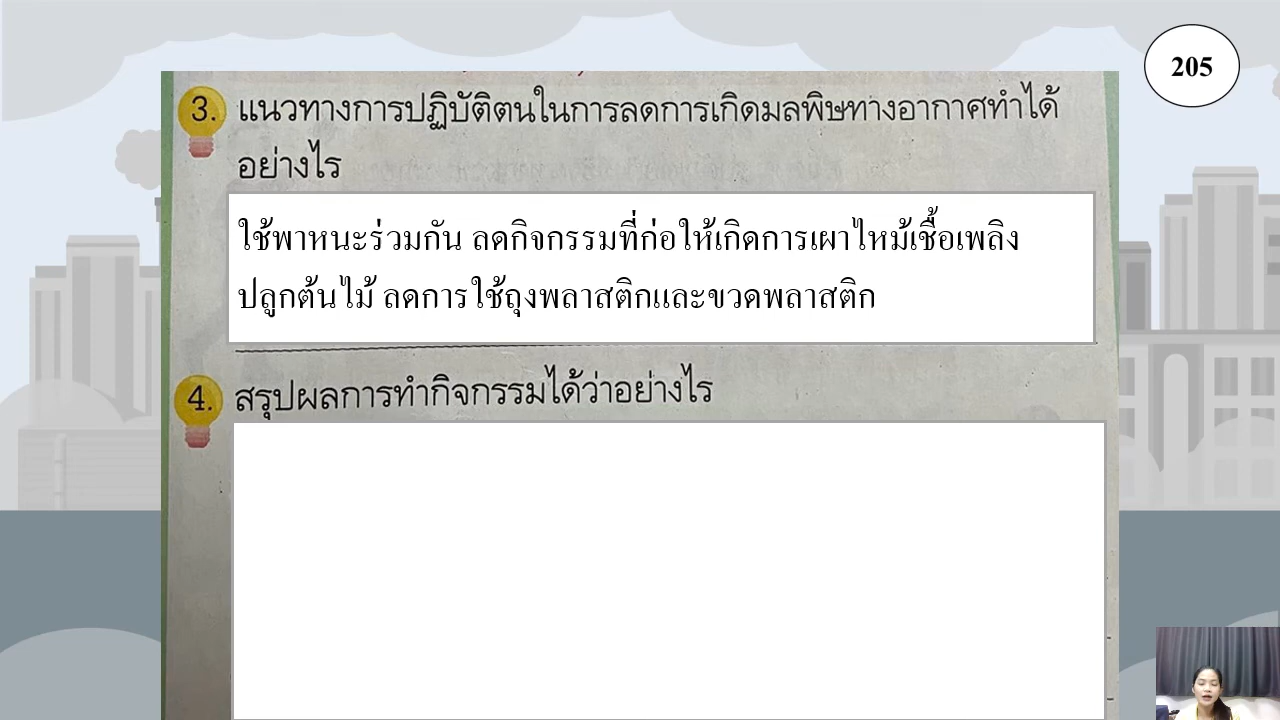 205
3. แนวทางการปฏิบัติตนในการลดการเกิดมลพิษทางอากาศทำได้
อย่างไร
ใช้พาหนะร่วมกัน ลดกิจกรรมที่ก่อให้เกิดการเผาไหม้เชื้อเพลิง
ปลูกต้นไม้ ลดการใช้ถุงพลาสติกและขวดพลาสติก
4. สรุปผลการทำกิจกรรมได้ว่าอย่างไร